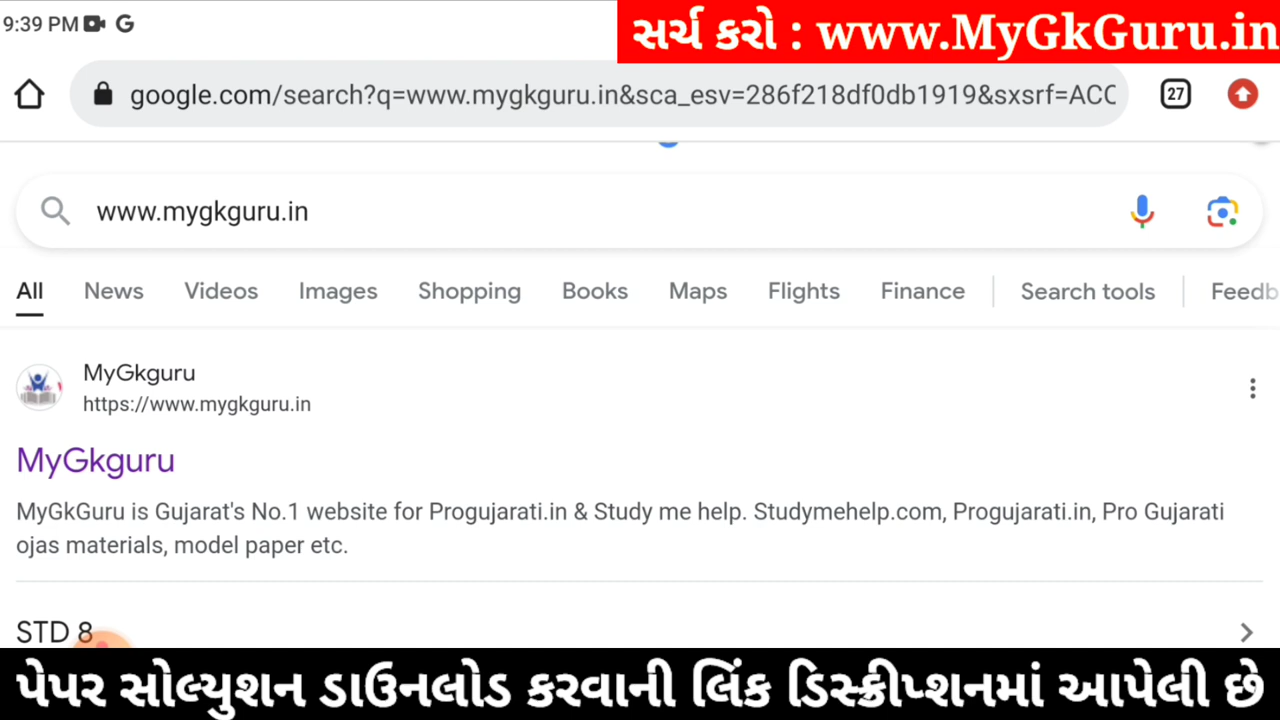 9:39 PM
સર્ચ કરો : www.MyGkGuru.in
google.com/search?q=www.mygkguru.in&sca_esv=286f218df0db1919&sxsrf=ACC
27
www.mygkguru.in
All News Videos Images Shopping Books Maps Flights Finance Search tools Feedb
MyGkguru
https://www.mygkguru.in
MyGkguru
MyGkGuru is Gujarat's No.1 website for Progujarati.in & Study me help. Studymehelp.com, Progujarati.in, Pro Gujarati
ojas materials, model paper etc.
STD 8
પેપર સોલ્યુશન ડાઉનલોડ કરવાની લિંક ડિસ્ક્રીપ્શનમાં આપેલી છે